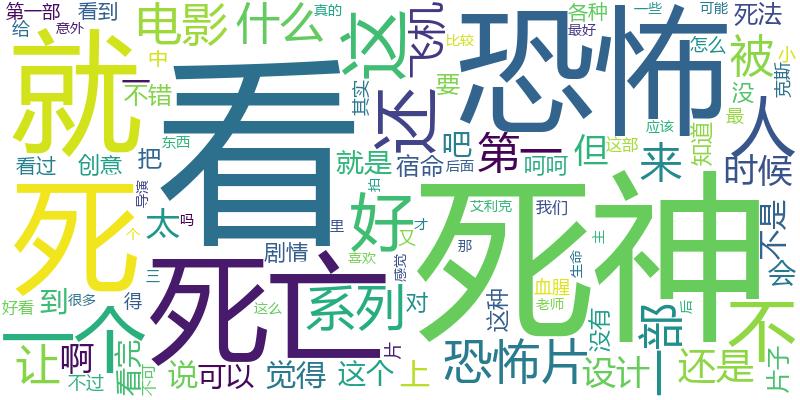 第一部
看到
给
意外
中
一
不错
电影
什么
真的
这
飞机
还
比较
恐怖
各种
一些
最好
可能
怎么
死法
被
没
小
克斯
最
应该
这部
知道
就
看
其实
要
吧
第一
但
呵呵
来
人
时候
东西
看过
创意
把
就是
宿命
后面
拍
死
导演
个
太
吗
好
里
又
才
喜欢
感觉
剧情
三
得
死亡
死神
艾利克
我们
那
主
生命
血腥
老师
后
没有
这种
部
不是
会
不
好看
很多
到
一个
这么
系列
对
让
啊
看完
不过
不可
说
可以
觉得
这个
片
上
恐怖片
设计
一
还是
片子